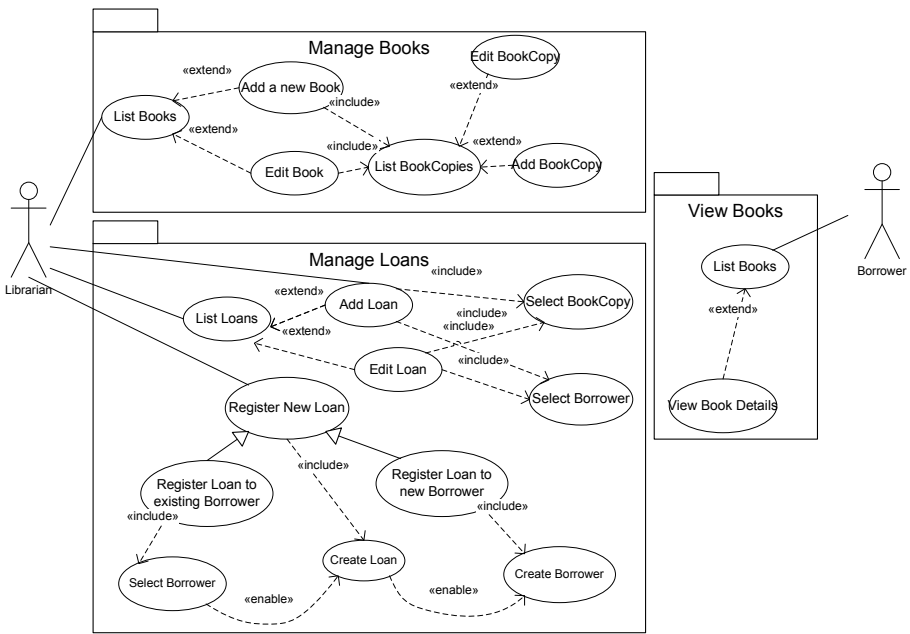 Manage Books
Edit BookCopy
«extend»
Add a new Book
«extend»
«include»
List Books
«extend»
«include»
«extend»
Edit Book
List BookCopies
Add BookCopy
View Books
Librarian
Borrower
List Books
«extend»
View Book Details
Manage Loans
«include»
«extend»
Add Loan
Select BookCopy
List Loans
«extend»
«include»
«include»
Edit Loan
«include»
Select Borrower
Register New Loan
«include»
Register Loan to
existing Borrower
Register Loan to
new Borrower
«include»
«include»
Select Borrower
Create Loan
Create Borrower
«enable»
«enable»